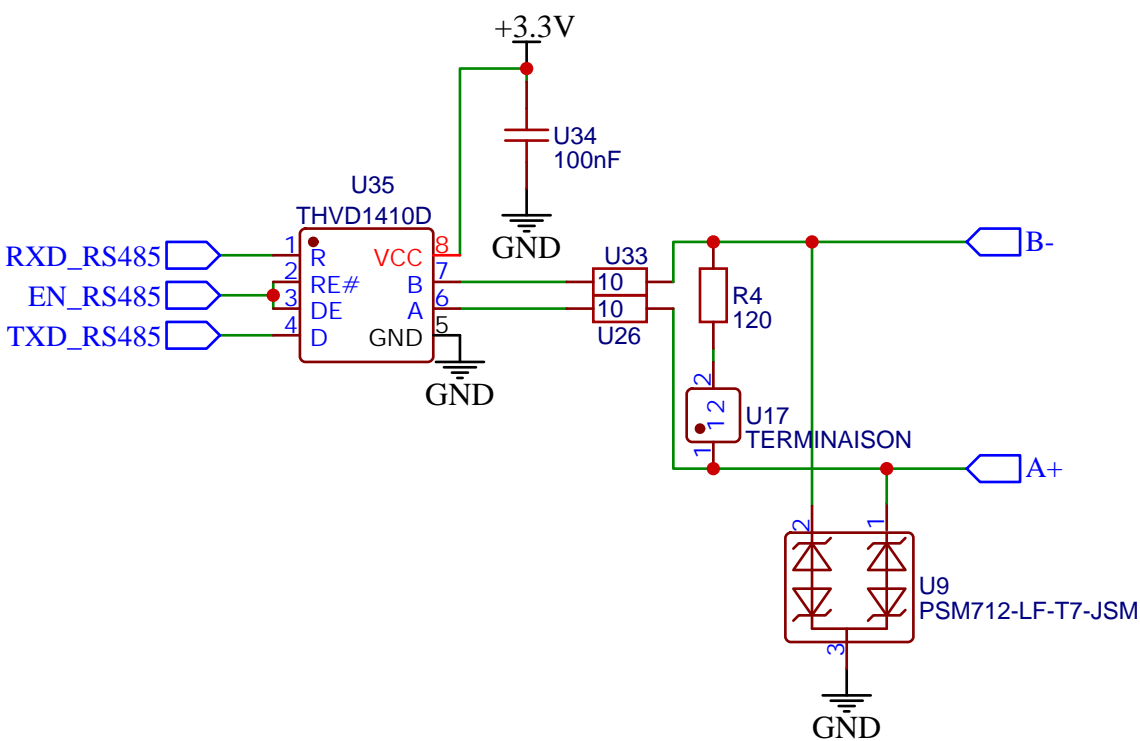 +3.3V
U34
100nF
GND
U35
THVD1410D
RXD_RS485
EN_RS485
TXD_RS485
1 R
2 RE#
3 DE
4 D
VCC 8
B 7
A 6
GND 5
GND
U33
10
10
U26
B-
R4
120
2
1 2
1
U17
TERMINAISON
A+
2
1
U9
PSM712-LF-T7-JSM
3
GND